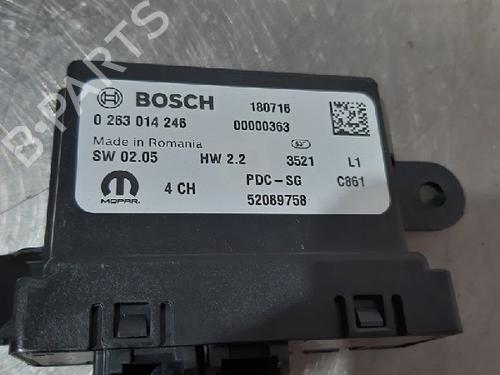 BOSCH 180716
0 263 014 246 00000363
Made in Romania
SW 02.05 HW 2.2 3521 L1
MOPAR. 4 CH PDC-SG C861
52089758
B-PARTS